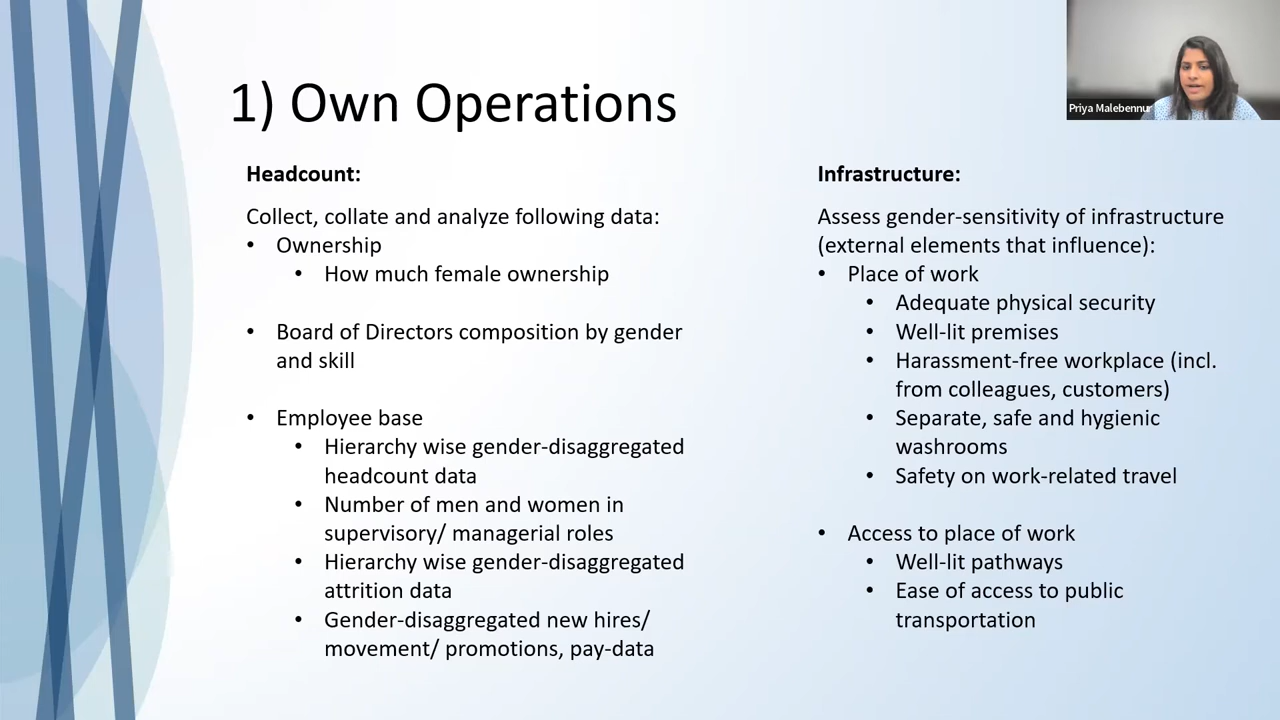 1) Own Operations
Priya Malebennur
Headcount:
Collect, collate and analyze following data:
• Ownership
• How much female ownership
• Board of Directors composition by gender
and skill
• Employee base
• Hierarchy wise gender-disaggregated
headcount data
• Number of men and women in
supervisory/ managerial roles
• Hierarchy wise gender-disaggregated
attrition data
• Gender-disaggregated new hires/
movement/ promotions, pay-data
Infrastructure:
Assess gender-sensitivity of infrastructure
(external elements that influence):
• Place of work
• Adequate physical security
• Well-lit premises
• Harassment-free workplace (incl.
from colleagues, customers)
• Separate, safe and hygienic
washrooms
• Safety on work-related travel
• Access to place of work
• Well-lit pathways
• Ease of access to public
transportation